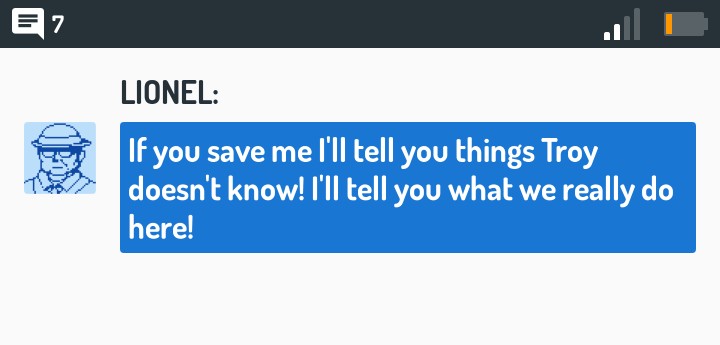 7
LIONEL:
If you save me I'll tell you things Troy
doesn't know! I'll tell you what we really do
here!